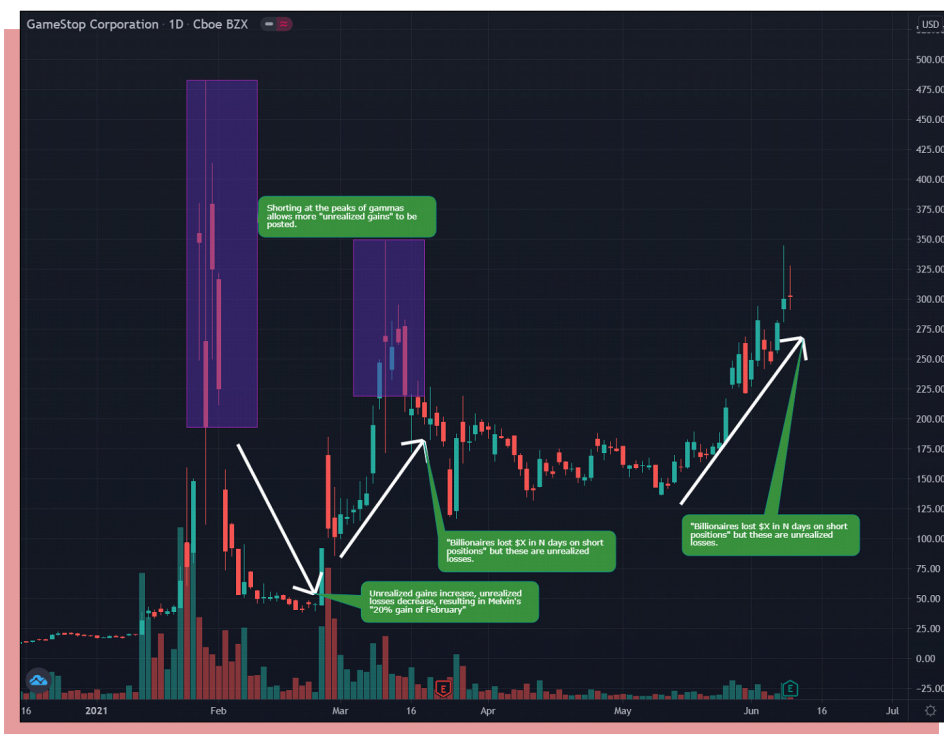 GameStop Corporation · 1D · Cboe BZX
USD
500.00
475.00
450.00
425.00
400.00
375.00
350.00
325.00
300.00
275.00
250.00
225.00
200.00
175.00
150.00
125.00
100.00
75.00
50.00
25.00
0.00
-25.00
Shorting at the peaks of gammas
allows more "unrealized gains" to be
posted.
"Billionaires lost $X in N days on short
positions" but these are unrealized
losses.
"Billionaires lost $X in N days on short
positions" but these are unrealized
losses.
Unrealized gains increase, unrealized
losses decrease, resulting in Melvin's
"20% gain of February"
E
E
16 2021 Feb Mar 16 Apr May Jun 16 Jul